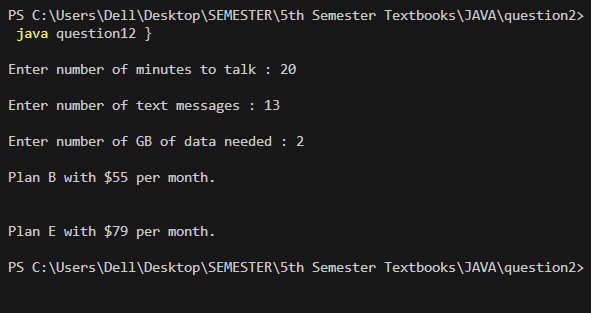 PS C:\Users\Dell\Desktop\SEMESTER\5th Semester Textbooks\JAVA\question2>
java question12 }
Enter number of minutes to talk : 20
Enter number of text messages : 13
Enter number of GB of data needed : 2
Plan B with $55 per month.
Plan E with $79 per month.
PS C:\Users\Dell\Desktop\SEMESTER\5th Semester Textbooks\JAVA\question2>